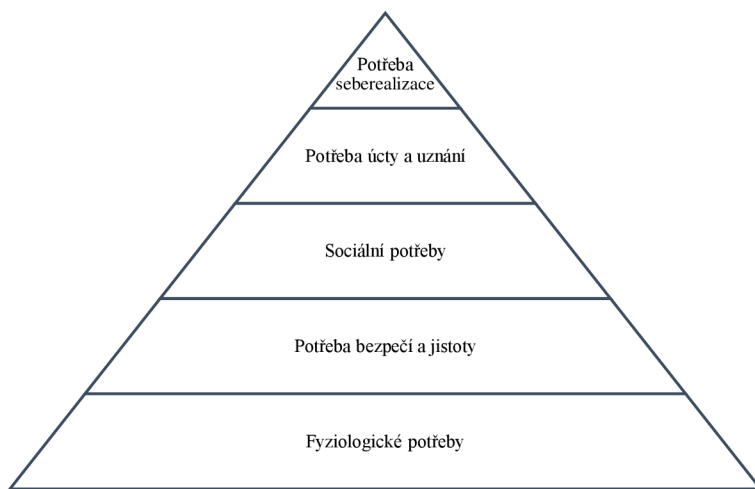 Potřeba
seberealizace
Potřeba úcty a uznání
Sociální potřeby
Potřeba bezpečí a jistoty
Fyziologické potřeby